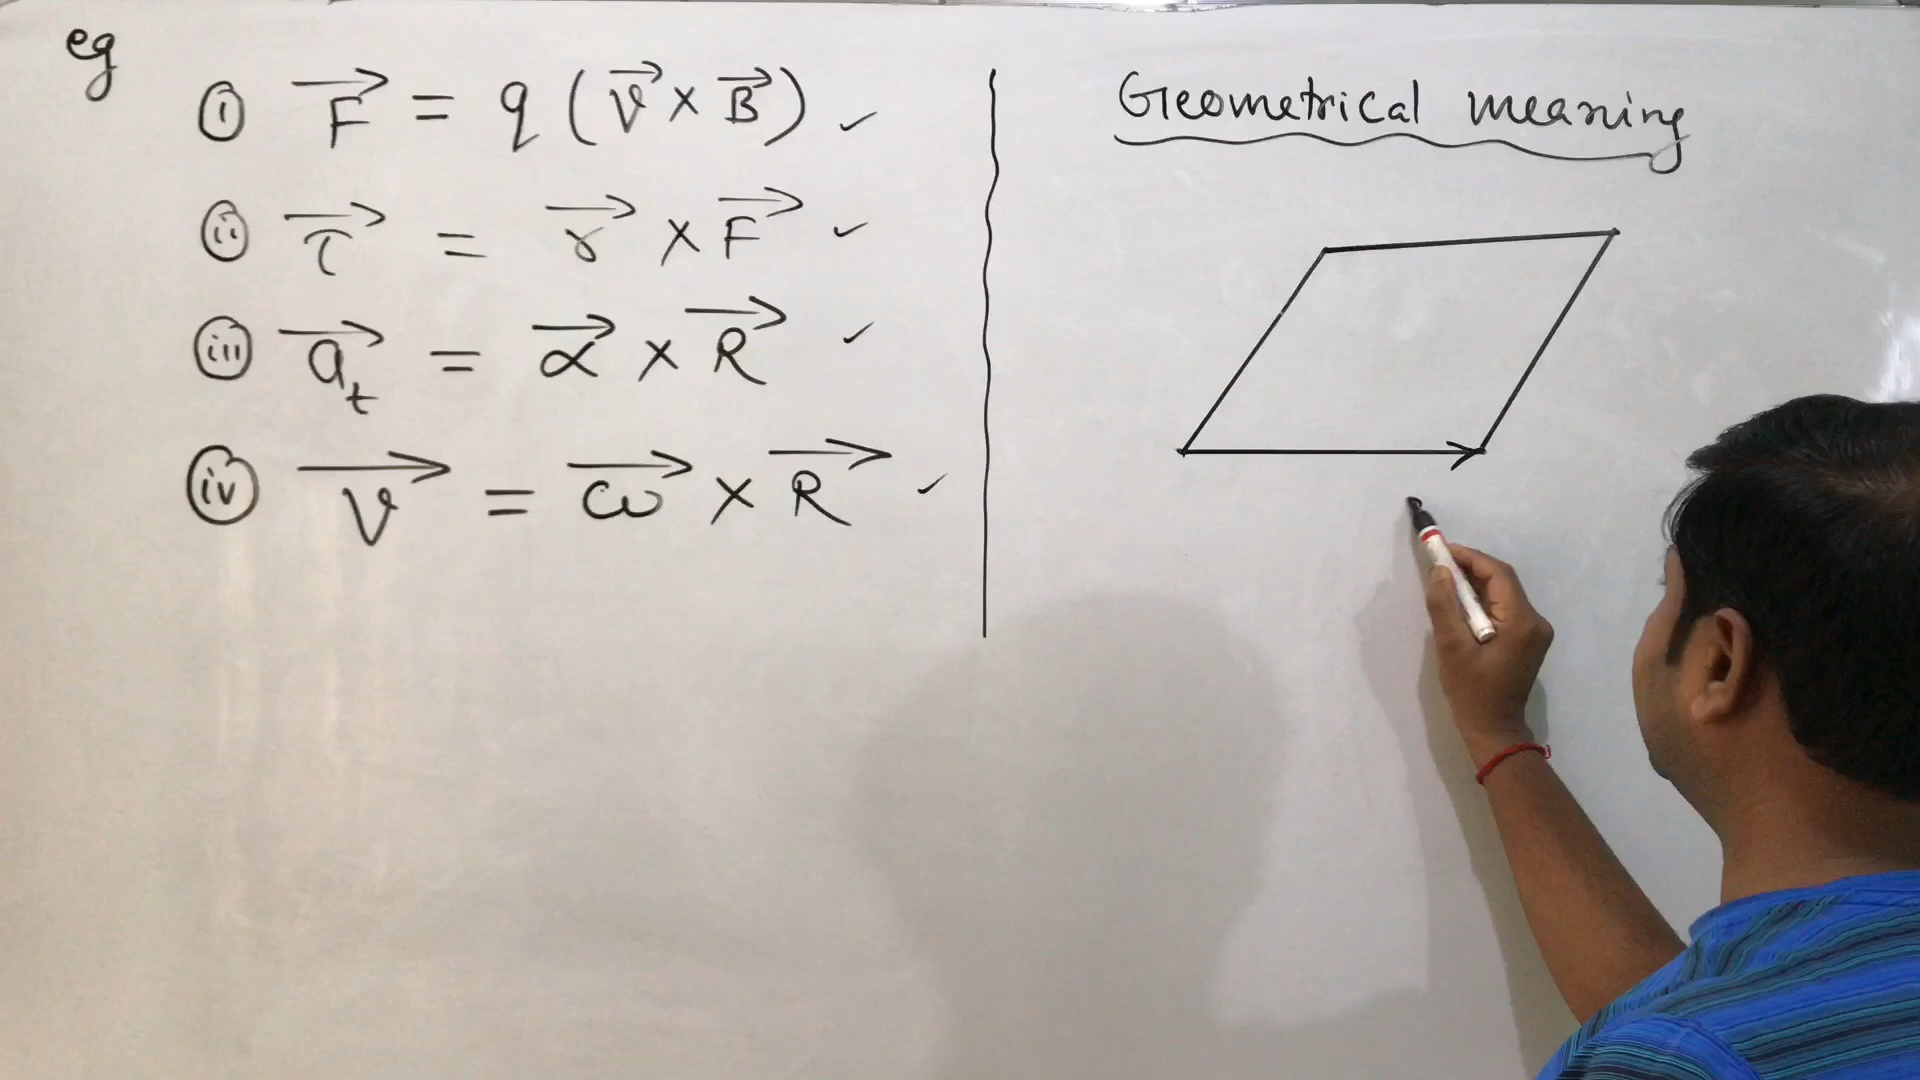 eg
(i) F⃗ = q (v⃗ × B⃗) ✓
(ii) τ⃗ = r⃗ × F⃗ ✓
(iii) a⃗ₜ = α⃗ × R⃗ ✓
(iv) v⃗ = ω⃗ × R⃗ ✓
Geometrical meaning